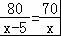 80/(x-5) = 70/x